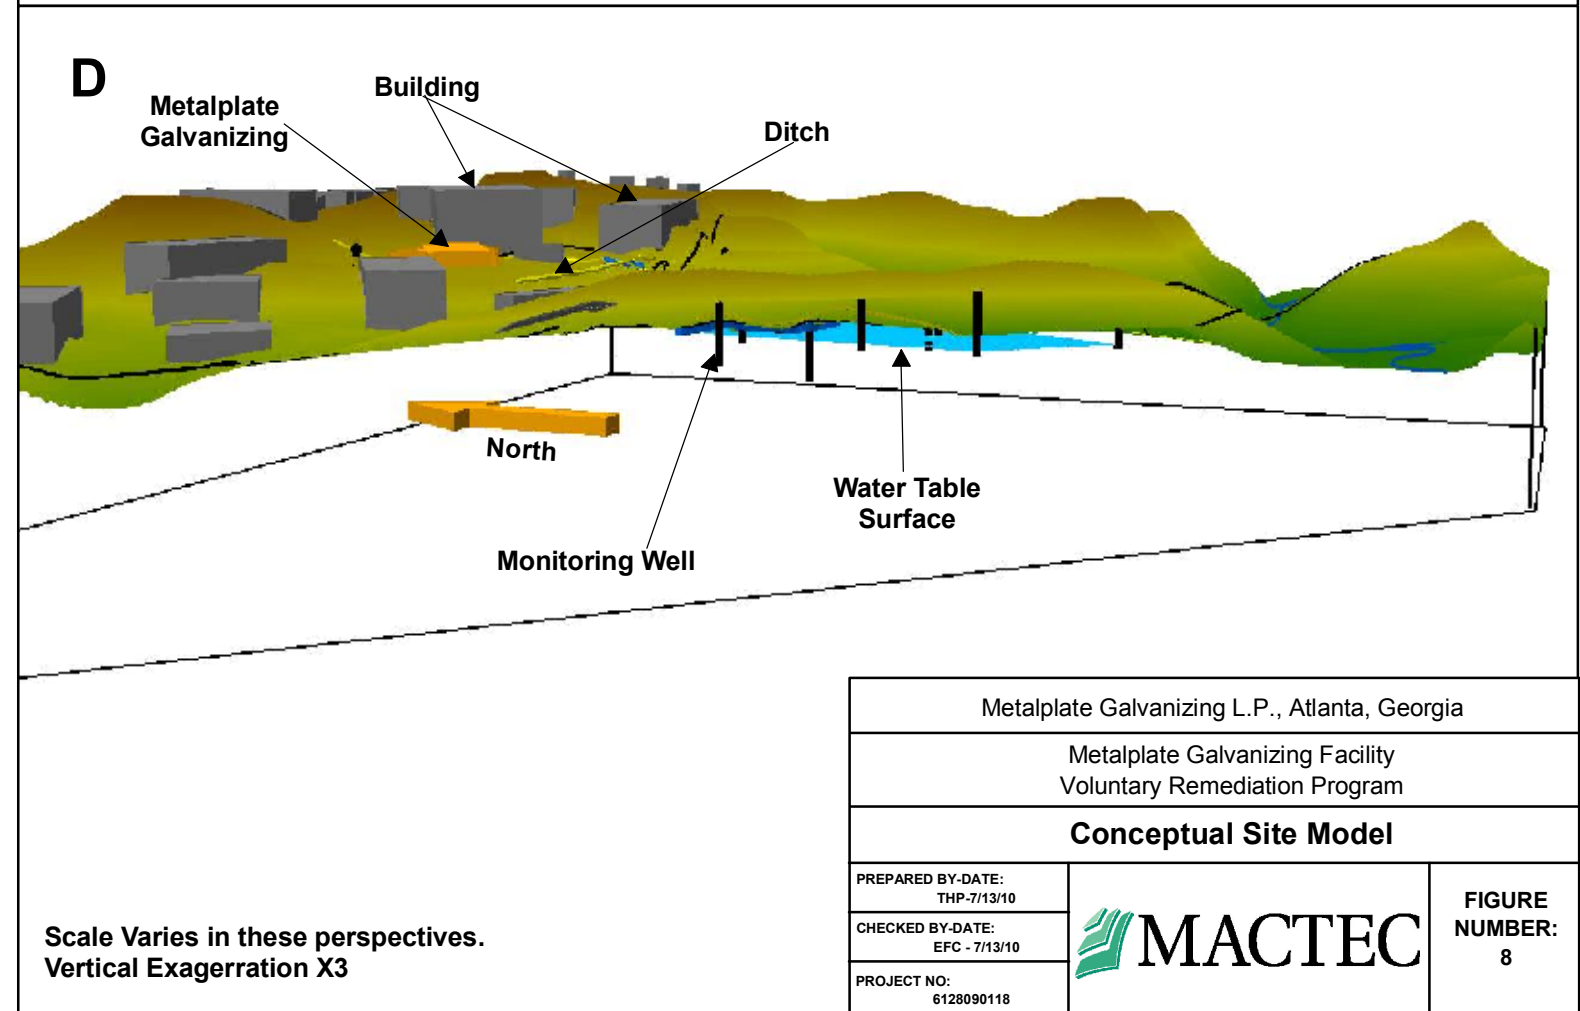 D
Metalplate
Galvanizing
Building
Ditch
North
Water Table
Surface
Monitoring Well
Metalplate Galvanizing L.P., Atlanta, Georgia
Metalplate Galvanizing Facility
Voluntary Remediation Program
Conceptual Site Model
PREPARED BY-DATE:
THP-7/13/10
CHECKED BY-DATE:
EFC - 7/13/10
PROJECT NO:
6128090118
MACTEC
FIGURE
NUMBER:
8
Scale Varies in these perspectives.
Vertical Exagerration X3